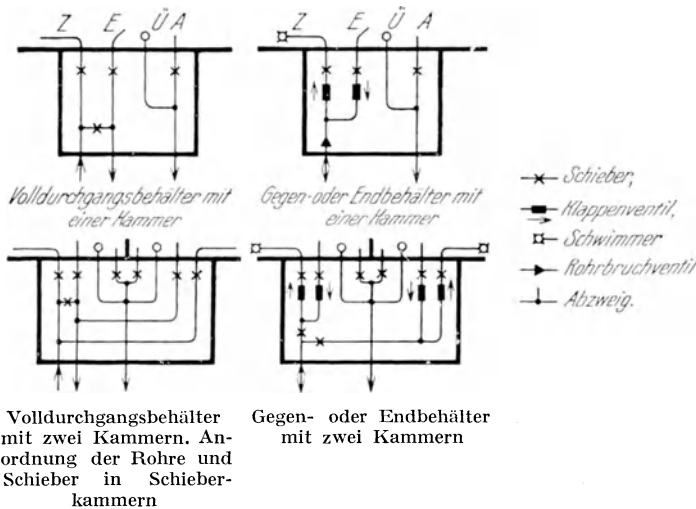 Z E Ü A
Z E Ü A
Volldurchgangsbehälter mit
einer Kammer
Gegen- oder Endbehälter mit
einer Kammer
Schieber,
Klappenventil,
Schwimmer
Rohrbruchventil
Abzweig.
Volldurchgangsbehälter
mit zwei Kammern. An-
ordnung der Rohre und
Schieber in Schieber-
kammern
Gegen- oder Endbehälter
mit zwei Kammern